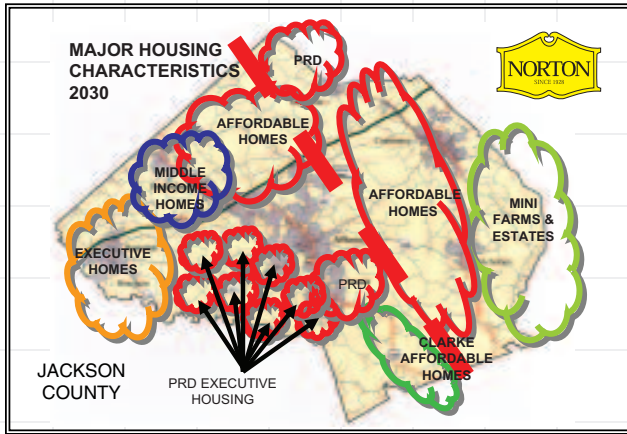 MAJOR HOUSING
CHARACTERISTICS
2030
PRD
NORTON
SINCE 1928
AFFORDABLE
HOMES
MIDDLE
INCOME
HOMES
AFFORDABLE
HOMES
MINI
FARMS &
ESTATES
EXECUTIVE
HOMES
PRD
CLARKE
AFFORDABLE
HOMES
JACKSON
COUNTY
PRD EXECUTIVE
HOUSING